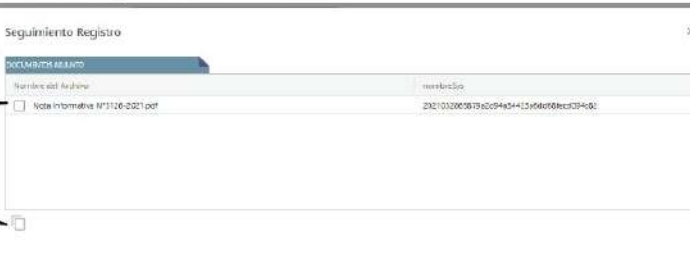 Seguimiento Registro
DOCUMENTOS ADJUNTO
Nombre del Archivo
nombreSys
Nota Informativa N°3126-2021.pdf